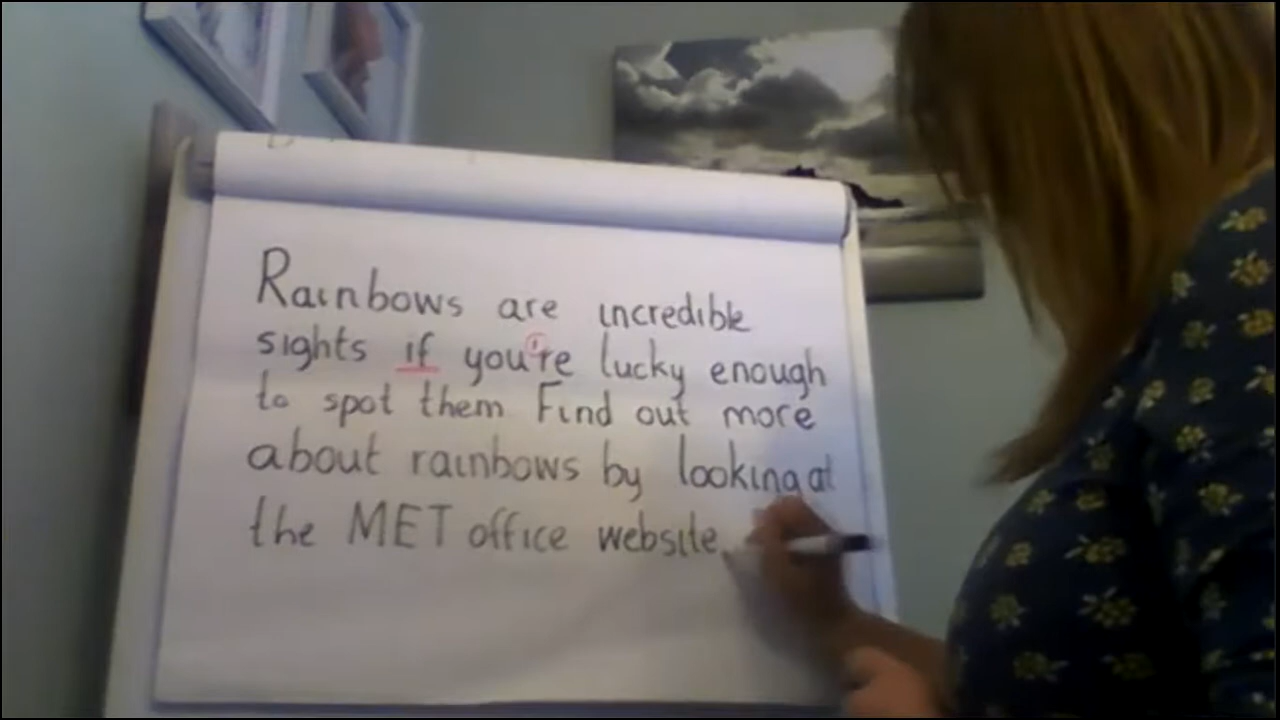 Rainbows are incredible
sights if you're lucky enough
to spot them Find out more
about rainbows by looking at
the MET office website.